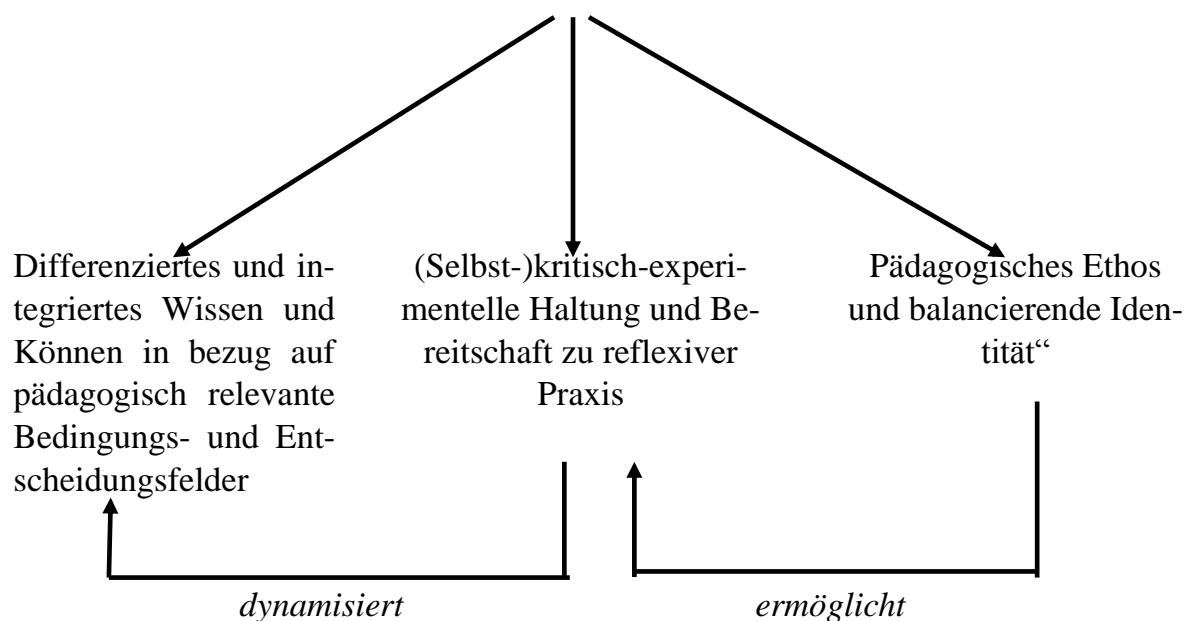 Differenziertes und in-
tegriertes Wissen und
Können in bezug auf
pädagogisch relevante
Bedingungs- und Ent-
scheidungsfelder
(Selbst-)kritisch-experi-
mentelle Haltung und Be-
reitschaft zu reflexiver
Praxis
Pädagogisches Ethos
und balancierende Iden-
tität“
dynamisiert
ermöglicht